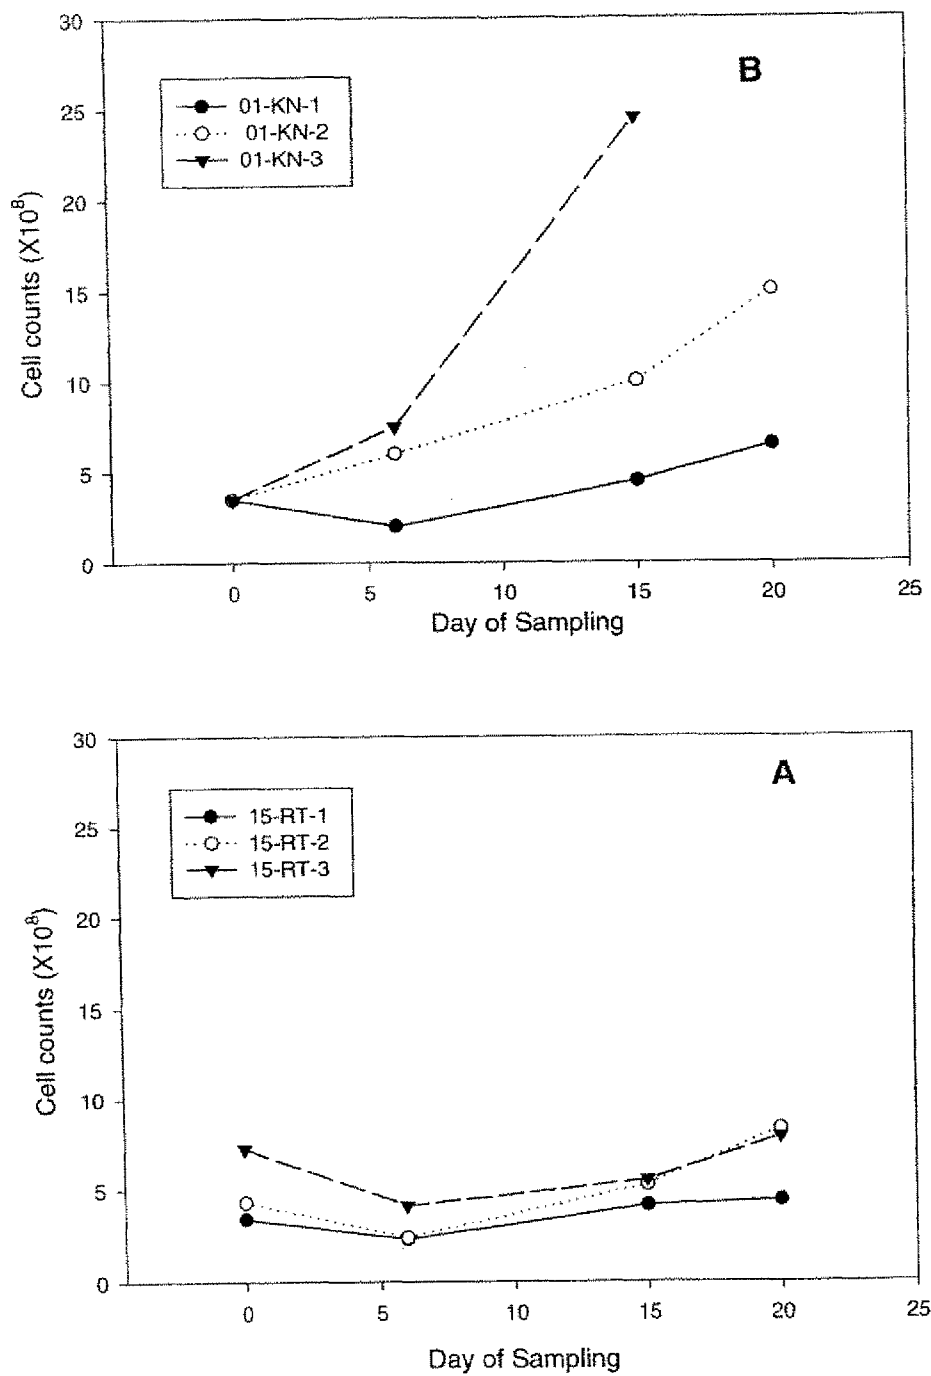 30
B
01-KN-1
01-KN-2
01-KN-3
25
20
15
10
5
0
Cell counts (X10⁸)
0 5 10 15 20 25
Day of Sampling
30
A
15-RT-1
15-RT-2
15-RT-3
25
20
15
10
5
0
Cell counts (X10⁸)
0 5 10 15 20 25
Day of Sampling